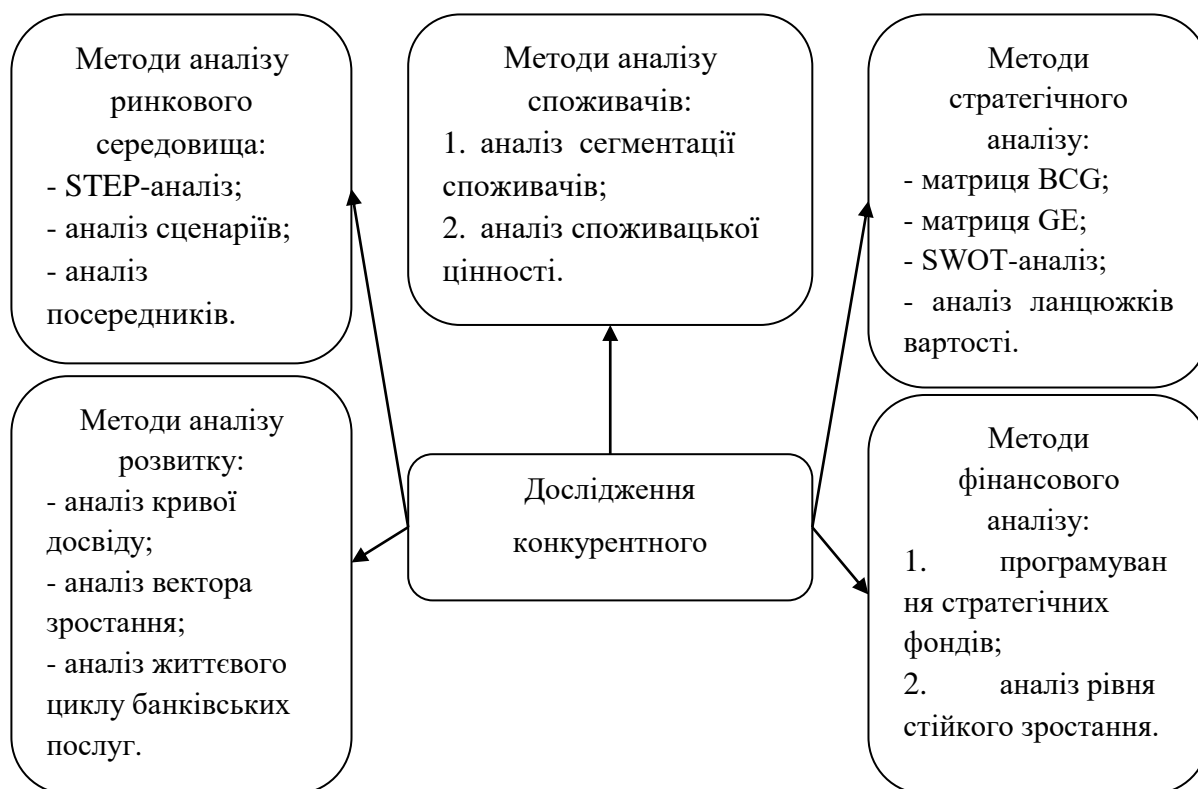 Методи аналізу
ринкового
середовища:
- STEP-аналіз;
- аналіз сценаріїв;
- аналіз
посередників.
Методи аналізу
споживачів:
1. аналіз сегментації
споживачів;
2. аналіз споживацької
цінності.
Методи
стратегічного
аналізу:
- матриця BCG;
- матриця GE;
- SWOT-аналіз;
- аналіз ланцюжків
вартості.
Методи аналізу
розвитку:
- аналіз кривої
досвіду;
- аналіз вектора
зростання;
- аналіз життєвого
циклу банківських
послуг.
Дослідження
конкурентного
Методи
фінансового
аналізу:
1. програмуван
ня стратегічних
фондів;
2. аналіз рівня
стійкого зростання.